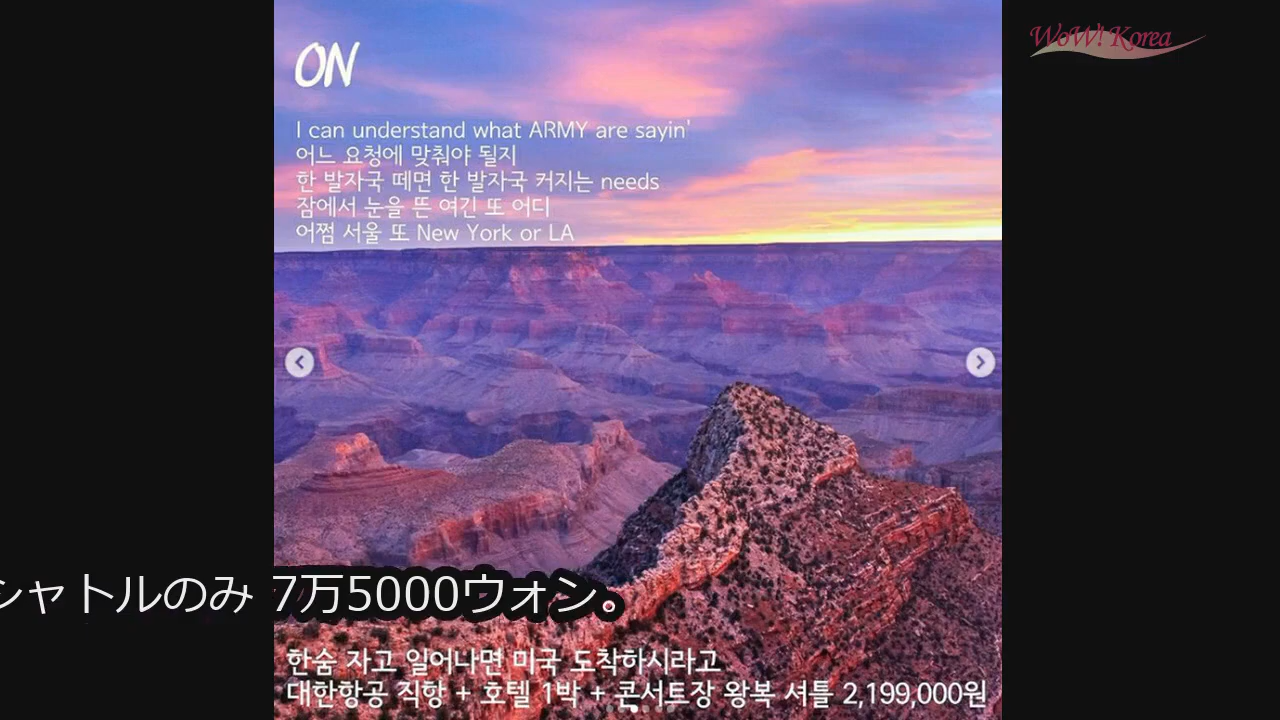 WoW! Korea
ON
I can understand what ARMY are sayin'
어느 요청에 맞춰야 될지
한 발자국 떼면 한 발자국 커지는 needs
잠에서 눈을 뜬 여긴 또 어디
어쩜 서울 또 New York or LA
シャトルのみ 7万5000ウォン。
한숨 자고 일어나면 미국 도착하시라고
대한항공 직항 + 호텔 1박 + 콘서트장 왕복 셔틀 2,199,000원